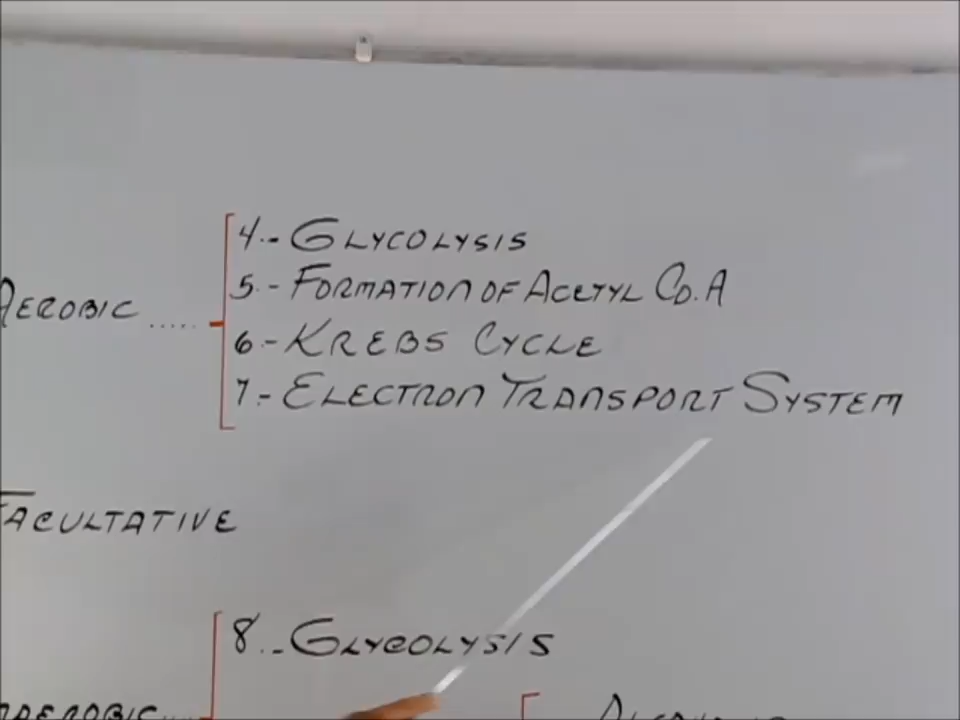 4.- GLYCOLYSIS
5.- FORMATION OF ACETYL CO.A
AEROBIC .....
6.- KREBS CYCLE
7.- ELECTRON TRANSPORT SYSTEM
FACULTATIVE
8.- GLYCOLYSIS